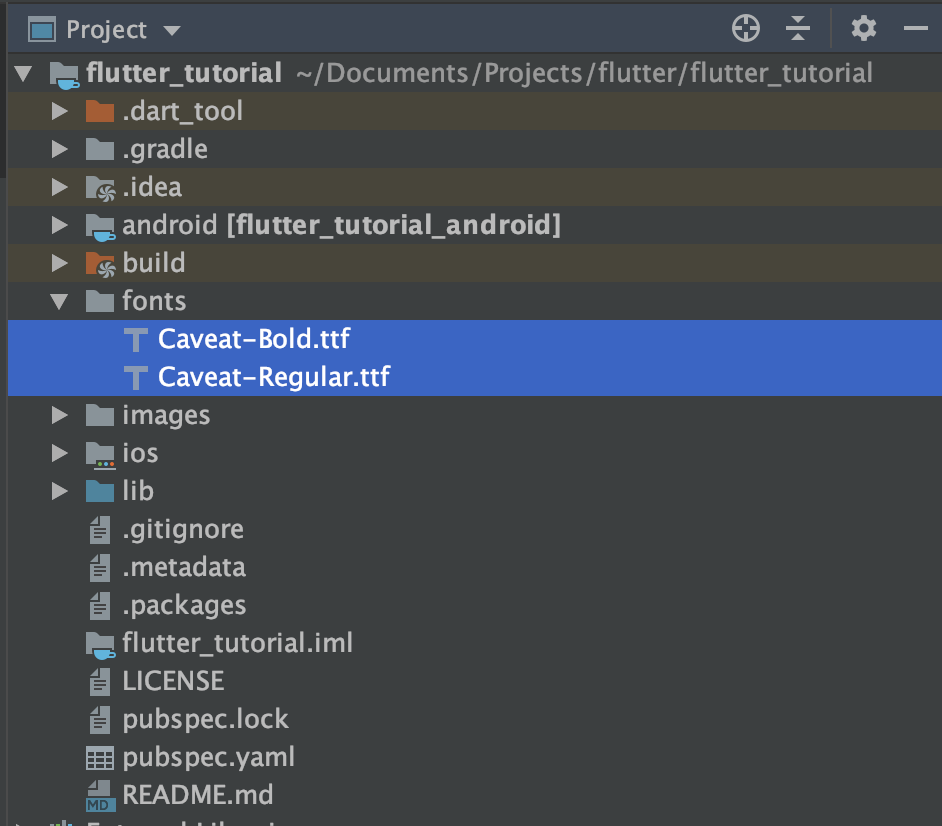 Project
flutter_tutorial ~/Documents/Projects/flutter/flutter_tutorial
.dart_tool
.gradle
.idea
android [flutter_tutorial_android]
build
fonts
Caveat-Bold.ttf
Caveat-Regular.ttf
images
ios
lib
.gitignore
.metadata
.packages
flutter_tutorial.iml
LICENSE
pubspec.lock
pubspec.yaml
MD README.md